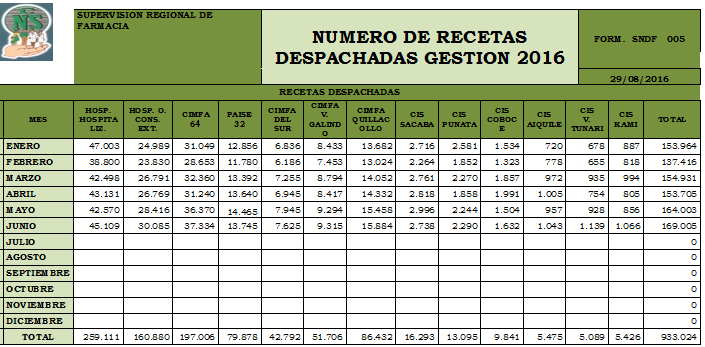 NS
SUPERVISION REGIONAL DE
FARMACIA
NUMERO DE RECETAS
DESPACHADAS GESTION 2016
FORM. SNDF 005
29/08/2016
RECETAS DESPACHADAS
MES HOSP. HOSPITA LIZ. HOSP. O. CONS. EXT. CIMFA 64 PAISE 32 CIMFA DEL SUR CIMFA V. GALIND O CIMFA QUILLAC OLLO CIS SACABA CIS PUNATA CIS COBOC E CIS AIQUILE CIS V. TUNARI CIS KAMI TOTAL
ENERO 47.003 24.989 31.049 12.856 6.836 8.433 13.682 2.716 2.581 1.534 720 678 887 153.964
FEBRERO 38.800 23.830 28.653 11.780 6.186 7.453 13.024 2.264 1.852 1.323 778 655 818 137.416
MARZO 42.498 26.791 32.360 13.392 7.255 8.794 14.052 2.761 2.270 1.857 972 935 994 154.931
ABRIL 43.131 26.769 31.240 13.640 6.945 8.417 14.332 2.818 1.858 1.991 1.005 754 805 153.705
MAYO 42.570 28.416 36.370 14.465 7.945 9.294 15.458 2.996 2.244 1.504 957 928 856 164.003
JUNIO 45.109 30.085 37.334 13.745 7.625 9.315 15.884 2.738 2.290 1.632 1.043 1.139 1.066 169.005
JULIO 0
AGOSTO 0
SEPTIEMBRE 0
OCTUBRE 0
NOVIEMBRE 0
DICIEMBRE 0
TOTAL 259.111 160.880 197.006 79.878 42.792 51.706 86.432 16.293 13.095 9.841 5.475 5.089 5.426 933.024